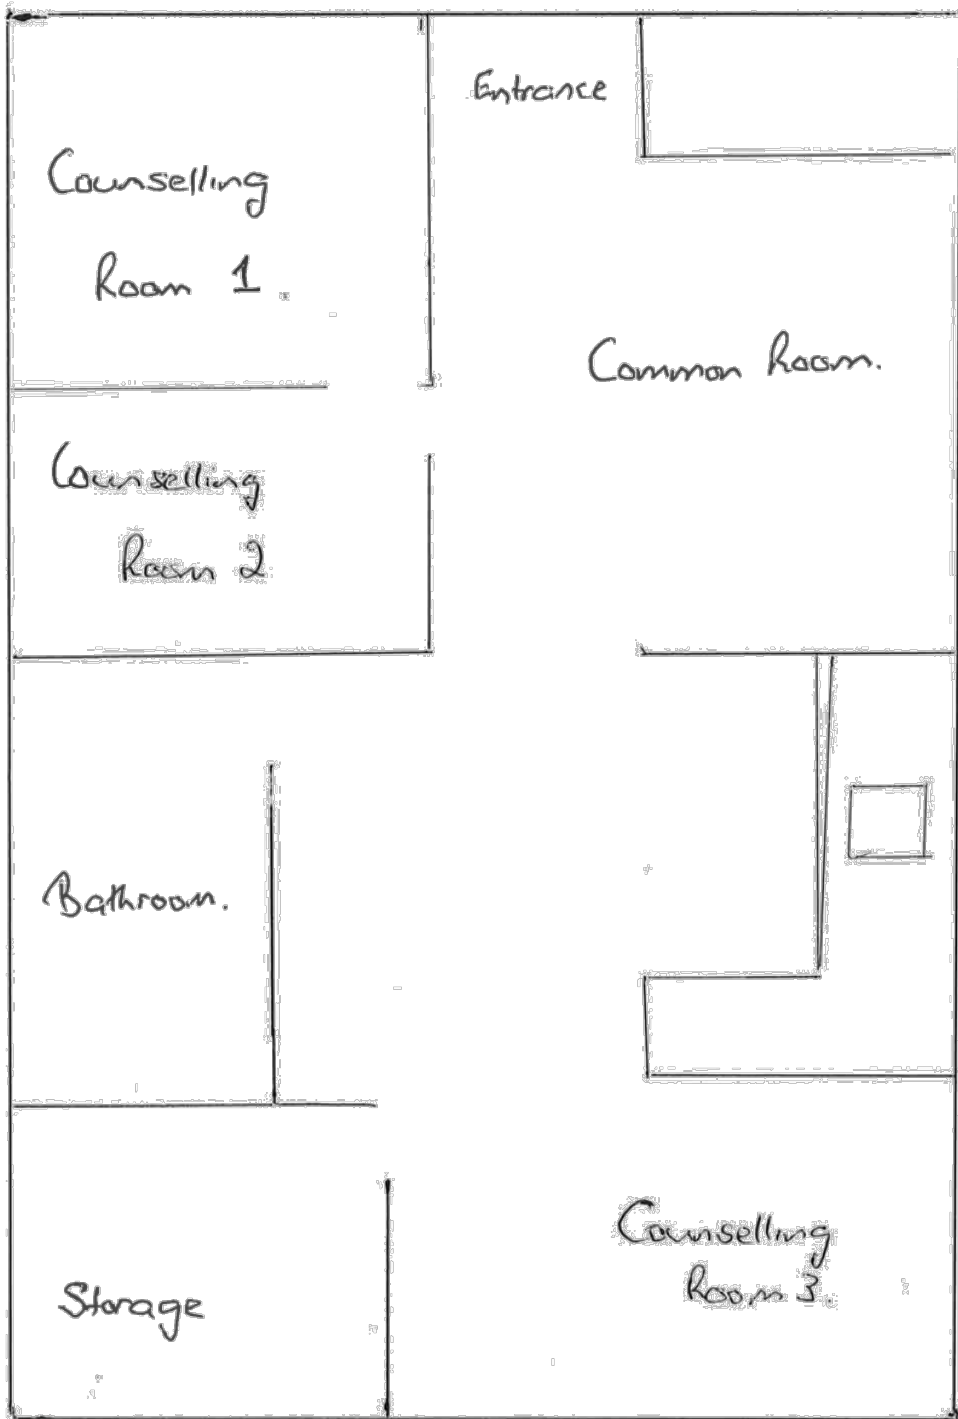 Entrance
Counselling
Room 1.
Common Room.
Counselling
Room 2
Bathroom.
Counselling
Room 3.
Storage